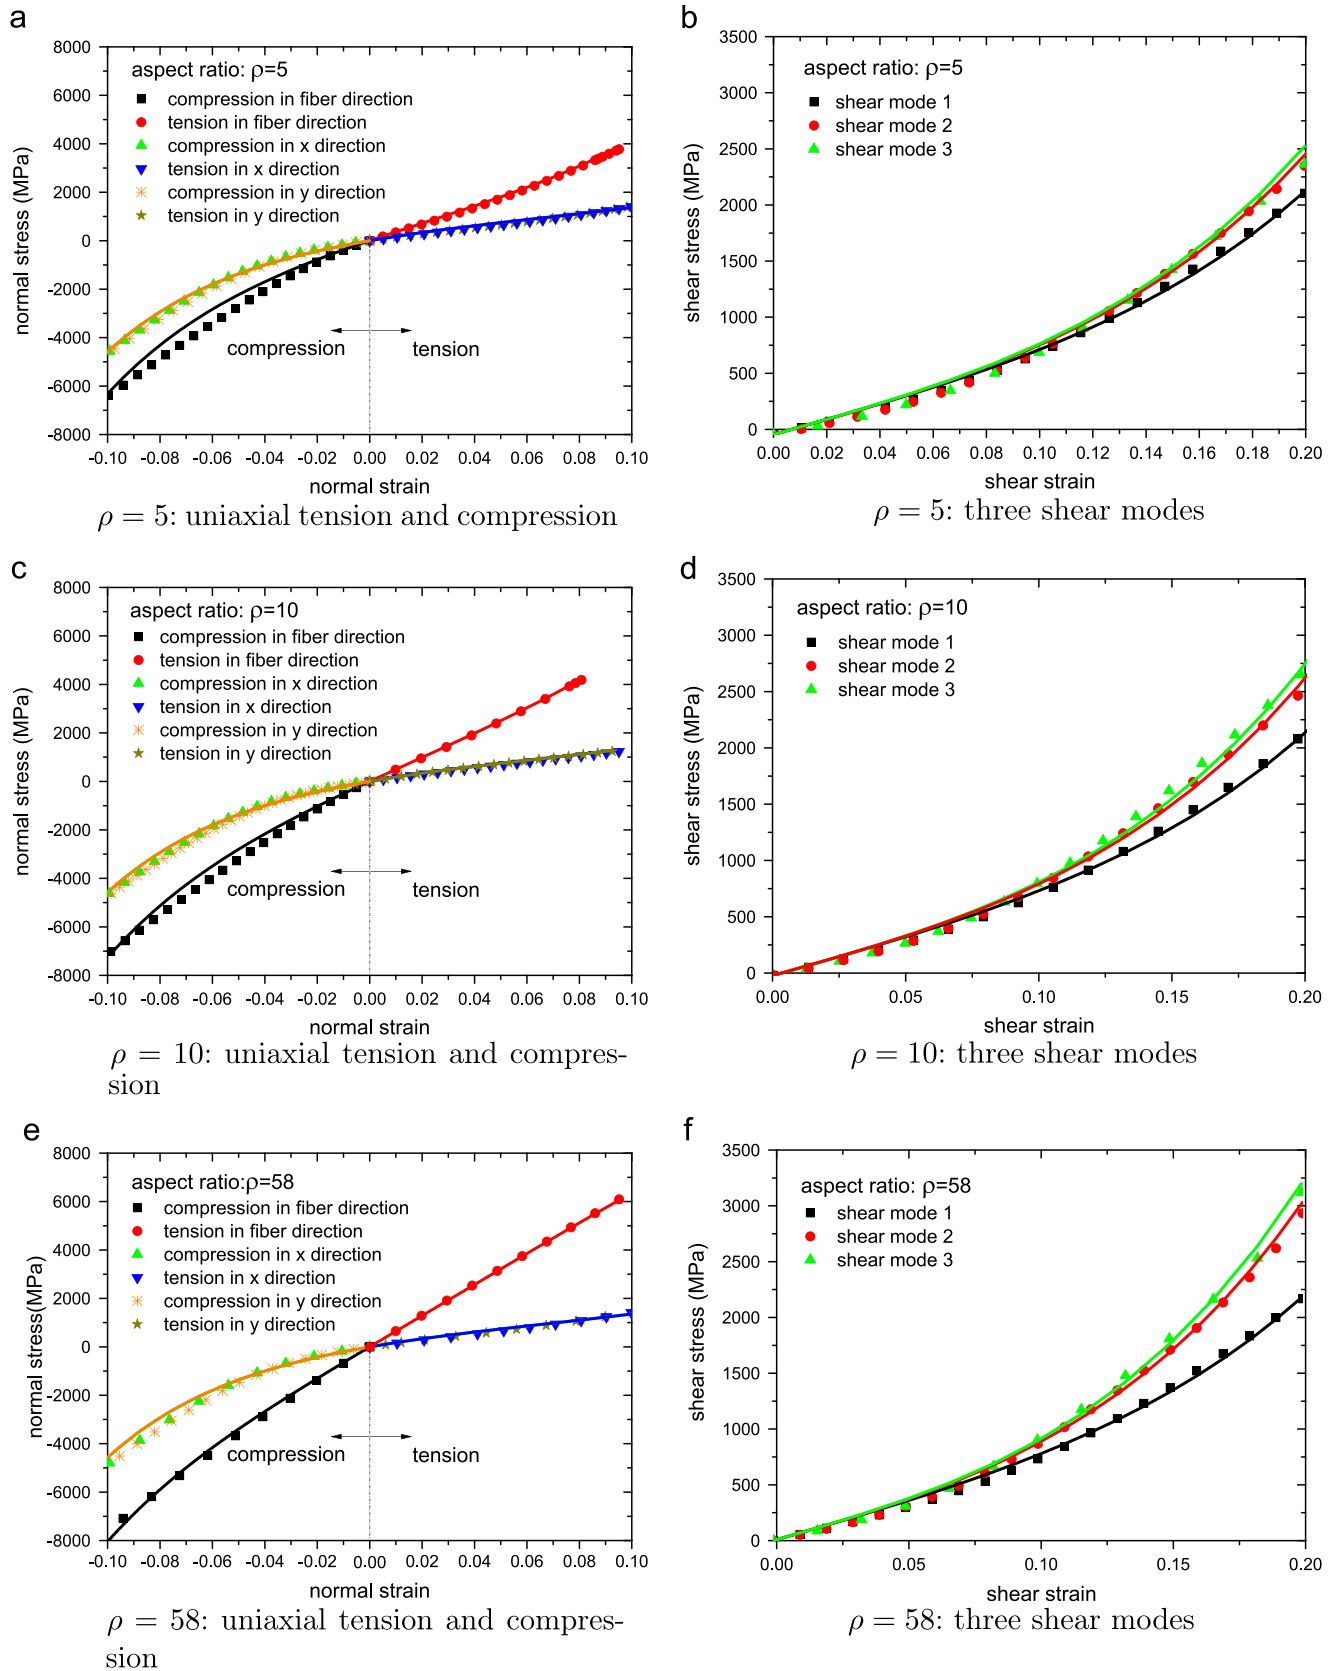 a
8000
6000
4000
2000
0
-2000
-4000
-6000
-8000
normal stress (MPa)
aspect ratio: ρ=5
compression in fiber direction
tension in fiber direction
compression in x direction
tension in x direction
compression in y direction
tension in y direction
compression
tension
-0.10 -0.08 -0.06 -0.04 -0.02 0.00 0.02 0.04 0.06 0.08 0.10
normal strain
ρ = 5: uniaxial tension and compression
b
3500
3000
2500
2000
1500
1000
500
0
shear stress (MPa)
aspect ratio: ρ=5
shear mode 1
shear mode 2
shear mode 3
0.00 0.02 0.04 0.06 0.08 0.10 0.12 0.14 0.16 0.18 0.20
shear strain
ρ = 5: three shear modes
c
8000
6000
4000
2000
0
-2000
-4000
-6000
-8000
normal stress (MPa)
aspect ratio: ρ=10
compression in fiber direction
tension in fiber direction
compression in x direction
tension in x direction
compression in y direction
tension in y direction
compression
tension
-0.10 -0.08 -0.06 -0.04 -0.02 0.00 0.02 0.04 0.06 0.08 0.10
normal strain
ρ = 10: uniaxial tension and compres-
sion
d
3500
3000
2500
2000
1500
1000
500
0
shear stress (MPa)
aspect ratio: ρ=10
shear mode 1
shear mode 2
shear mode 3
0.00 0.05 0.10 0.15 0.20
shear strain
ρ = 10: three shear modes
e
8000
6000
4000
2000
0
-2000
-4000
-6000
-8000
normal stress(MPa)
aspect ratio:ρ=58
compression in fiber direction
tension in fiber direction
compression in x direction
tension in x direction
compression in y direction
tension in y direction
compression
tension
-0.10 -0.08 -0.06 -0.04 -0.02 0.00 0.02 0.04 0.06 0.08 0.10
normal strain
ρ = 58: uniaxial tension and compres-
sion
f
3500
3000
2500
2000
1500
1000
500
0
shear stress (MPa)
aspect ratio: ρ=58
shear mode 1
shear mode 2
shear mode 3
0.00 0.05 0.10 0.15 0.20
shear strain
ρ = 58: three shear modes